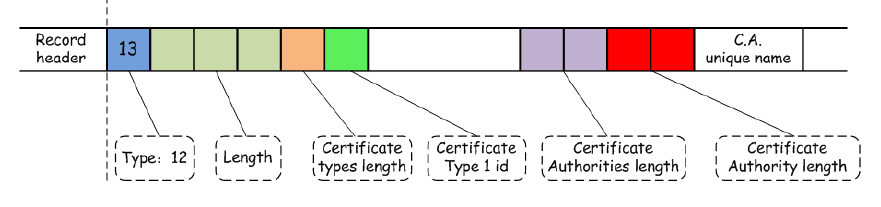 Record
header
13
C.A.
unique name
Type: 12
Length
Certificate
types length
Certificate
Type 1 id
Certificate
Authorities length
Certificate
Authority length